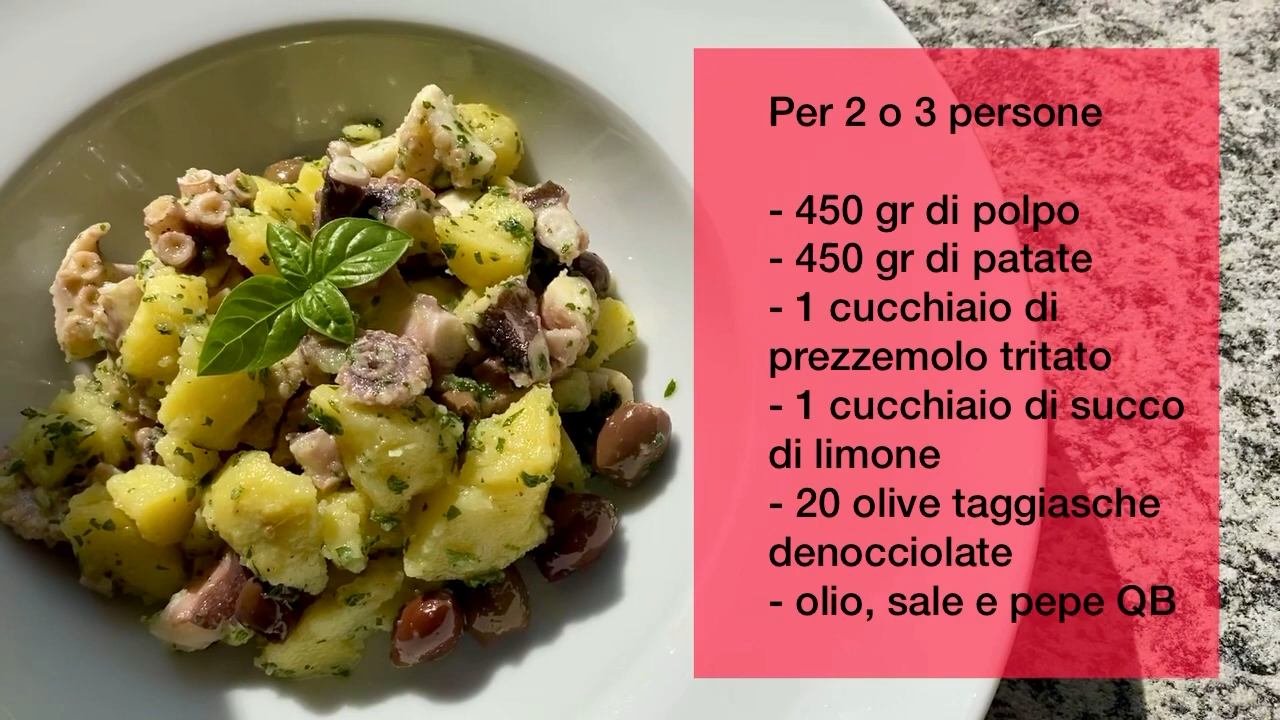 Per 2 o 3 persone
- 450 gr di polpo
- 450 gr di patate
- 1 cucchiaio di
prezzemolo tritato
- 1 cucchiaio di succo
di limone
- 20 olive taggiasche
denocciolate
- olio, sale e pepe QB